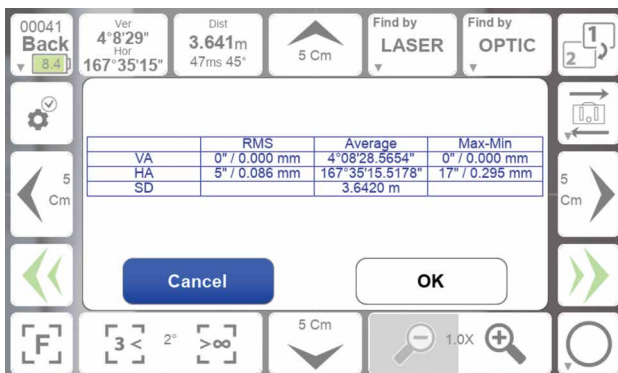 00041
Back
8.4
Ver
4°8'29"
Hor
167°35'15"
Dist
3.641m
47ms 45°
5 Cm
Find by
LASER
Find by
OPTIC
1
2
RMS Average Max-Min
VA 0" / 0.000 mm 4°08'28.5654" 0" / 0.000 mm
HA 5" / 0.086 mm 167°35'15.5178" 17" / 0.295 mm
SD 3.6420 m
5
Cm
5
Cm
Cancel
OK
F
3 <
2°
>∞
5 Cm
1.0X